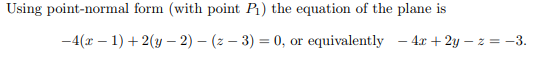 Using point-normal form (with point P₁) the equation of the plane is
−4(x − 1) + 2(y − 2) − (z − 3) = 0, or equivalently − 4x + 2y − z = −3.